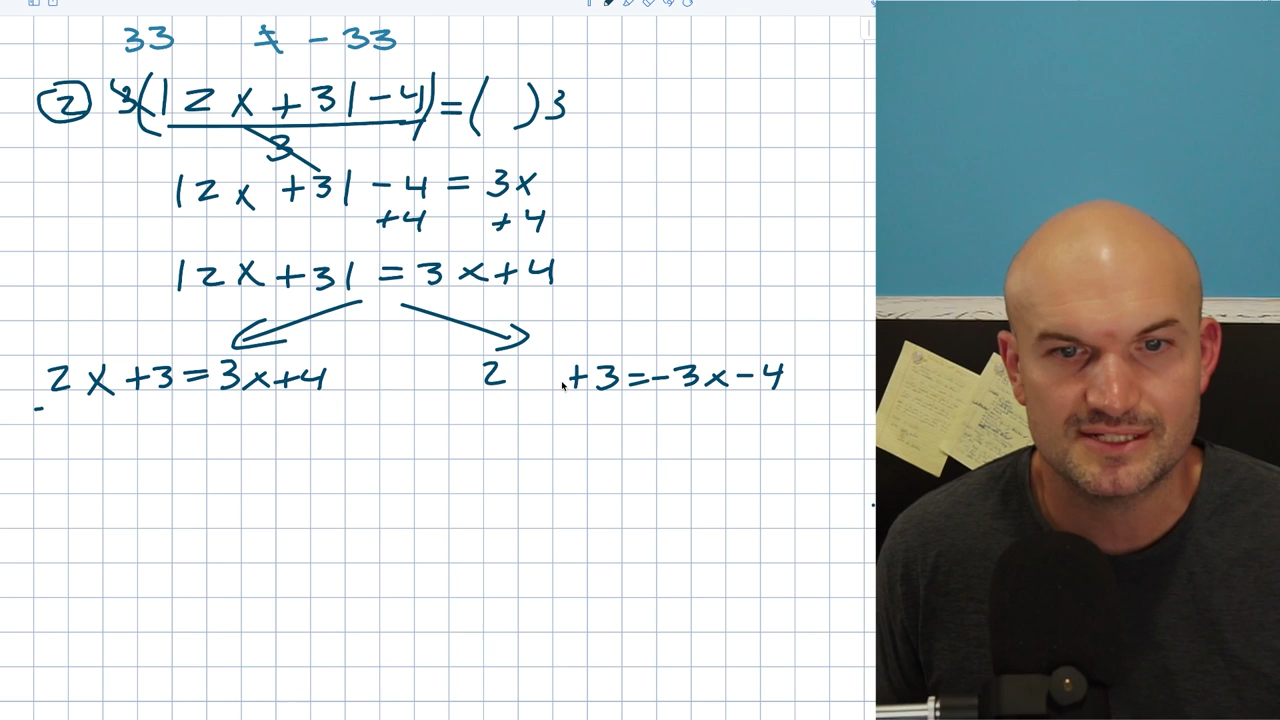 33 ≠ - 33
2 3(|2x+3|-4) = ( )3
3
|2x+3|-4 = 3x
+4 +4
|2x+3| = 3x+4
2x+3=3x+4 2 +3=-3x-4
-